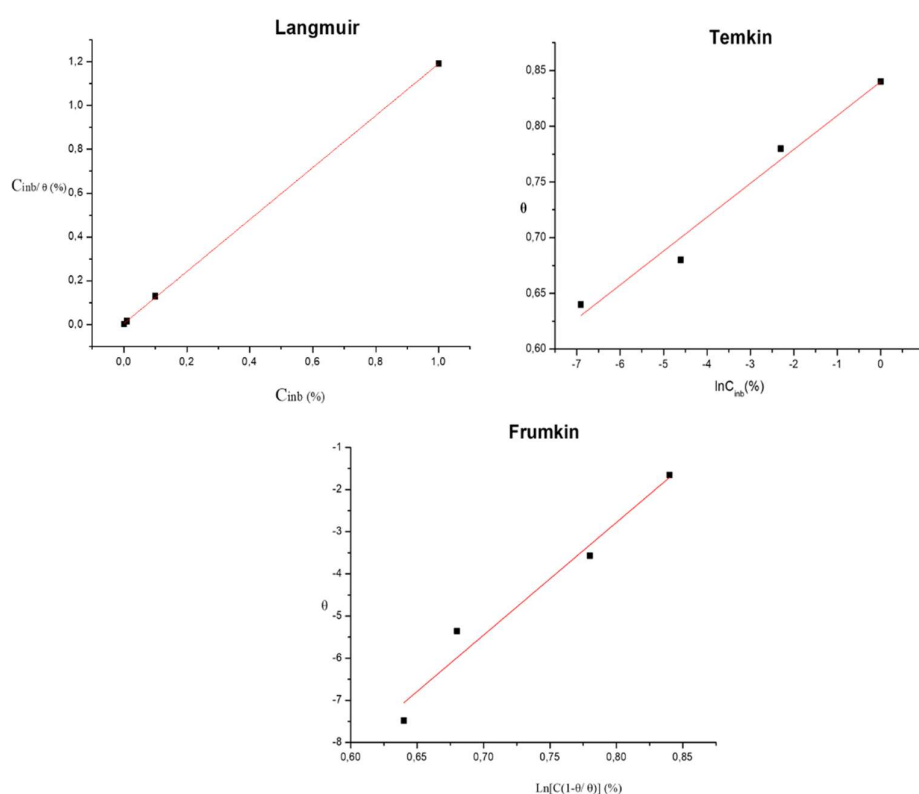 Langmuir
1,2
1,0
0,8
0,6
0,4
0,2
0,0
Cinb/ θ (%)
0,0 0,2 0,4 0,6 0,8 1,0
Cinb (%)
Temkin
0,85
0,80
0,75
0,70
0,65
0,60
θ
-7 -6 -5 -4 -3 -2 -1 0
lnCinb(%)
Frumkin
-1
-2
-3
-4
-5
-6
-7
-8
θ
0,60 0,65 0,70 0,75 0,80 0,85
Ln[C(1-θ/ θ)] (%)